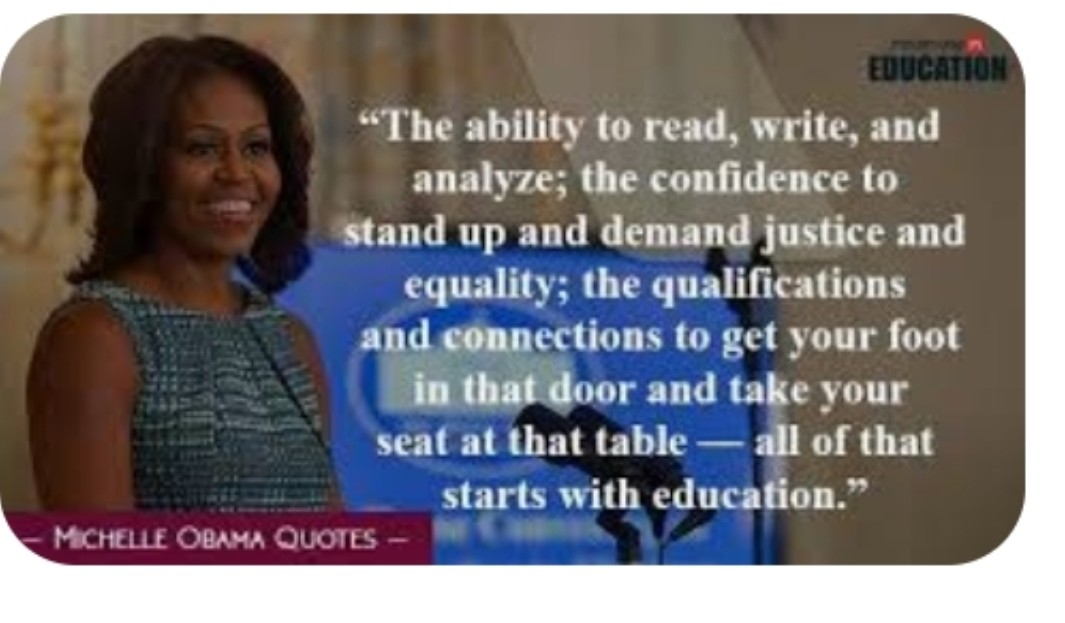 EDUCATION
“The ability to read, write, and
analyze; the confidence to
stand up and demand justice and
equality; the qualifications
and connections to get your foot
in that door and take your
seat at that table — all of that
starts with education.”
– MICHELLE OBAMA QUOTES –